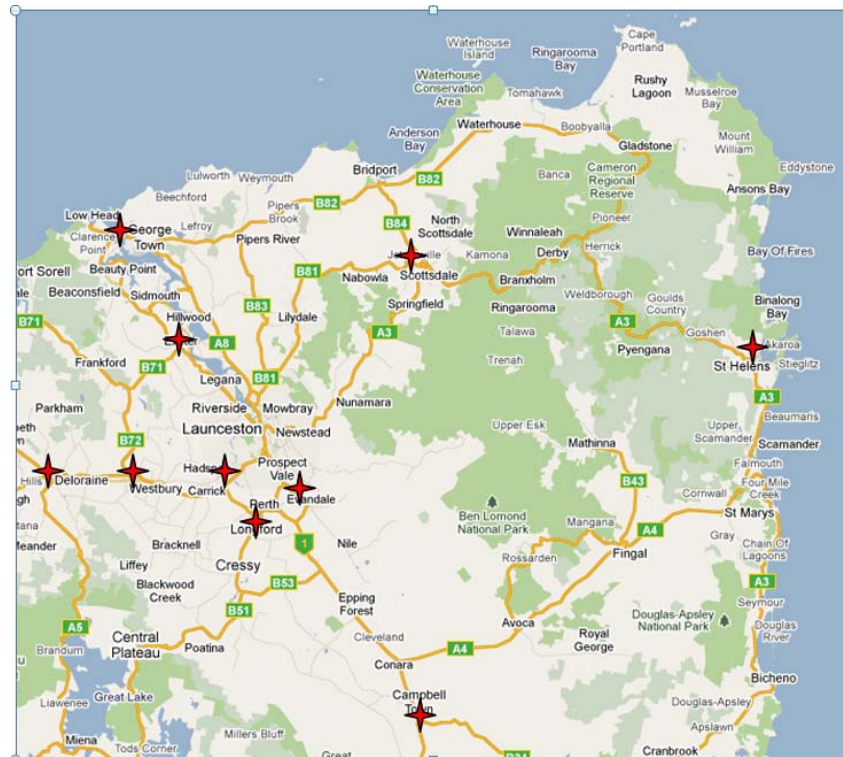 Cape
Portland
Waterhouse
Island
Ringarooma
Bay
Waterhouse
Conservation
Area
Rushy
Lagoon
Tomahawk
Musselroe
Bay
Anderson
Bay
Waterhouse
Boobyalla
Gladstone
Mount
William
Eddystone
Bridport
B82
Banca
Cameron
Regional
Reserve
Ansons Bay
Lulworth
Weymouth
Beechford
B82
Low Head
George
Town
Lefroy
Pipers
Brook
B84
North
Scottsdale
Pioneer
Clarence
Point
Pipers River
Winnaleah
Herrick
Bay Of Fires
Port Sorell
Beauty Point
Kamona
Derby
Scottsdale
Beaconsfield
Sidmouth
B81
Nabowla
Branxholm
Weldborough
Goulds
Country
Binalong
Bay
Springfield
Ringarooma
B71
Hillwood
B83
Lilydale
A3
Talawa
A3
Goshen
Akaroa
A8
Pyengana
St Helens
Stieglitz
Frankford
B71
Legana
B81
Trenah
A3
Parkham
Riverside
Mowbray
Nunamara
Beaumaris
Launceston
Newstead
Upper Esk
Upper
Scamander
Scamander
B72
Mathinna
Prospect
Vale
Falmouth
Deloraine
Westbury
Carrick
B43
Four Mile
Creek
Cornwall
Evandale
Perth
Ben Lomond
National Park
Mangana
A4
St Marys
Longford
1
Gray
Meander
Bracknell
Nile
Rossarden
Fingal
Chain Of
Lagoons
Liffey
Cressy
Blackwood
Creek
B53
A3
Epping
Forest
Seymour
B51
Douglas-Apsley
National Park
Douglas
River
A5
Central
Plateau
Avoca
Royal
George
Brandum
Poatina
Cleveland
A4
Conara
Bicheno
Great Lake
Campbell
Town
Douglas-Apsley
Liawenee
Apslawn
Miena
Tods Corner
Millers Bluff
Great
B34
Cranbrook